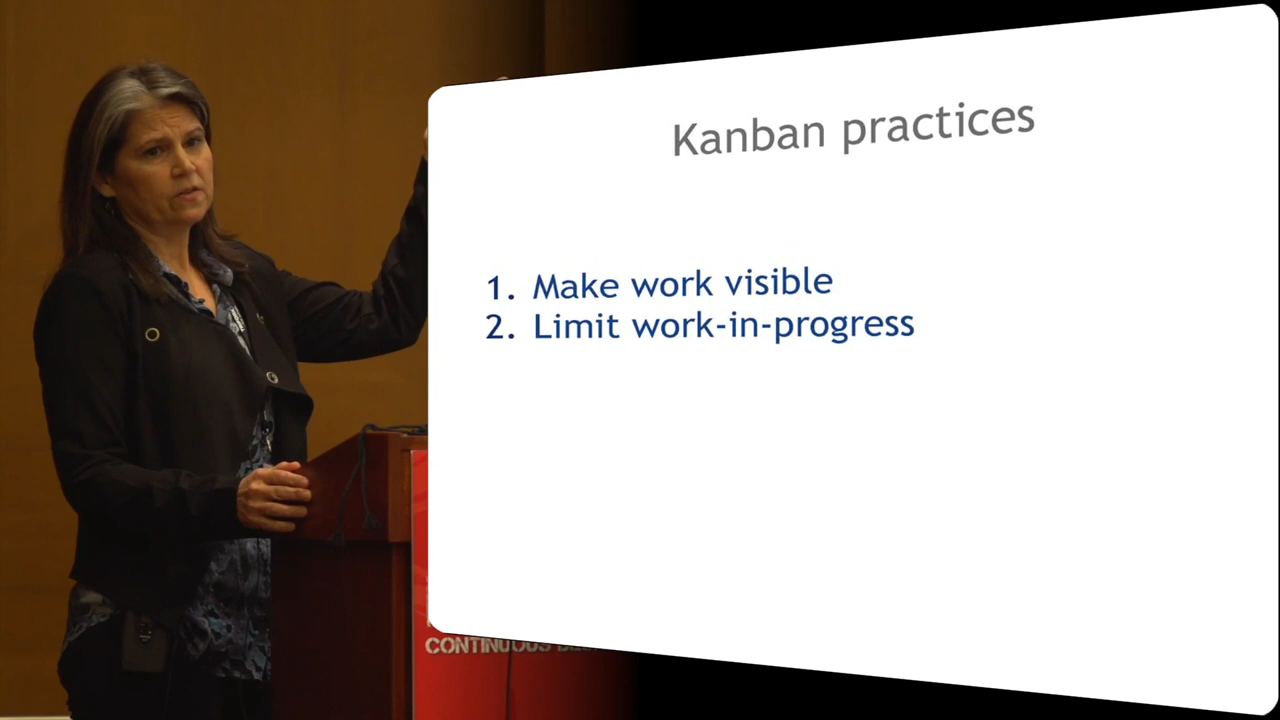 Kanban practices
1. Make work visible
2. Limit work-in-progress
CONTINUOUS